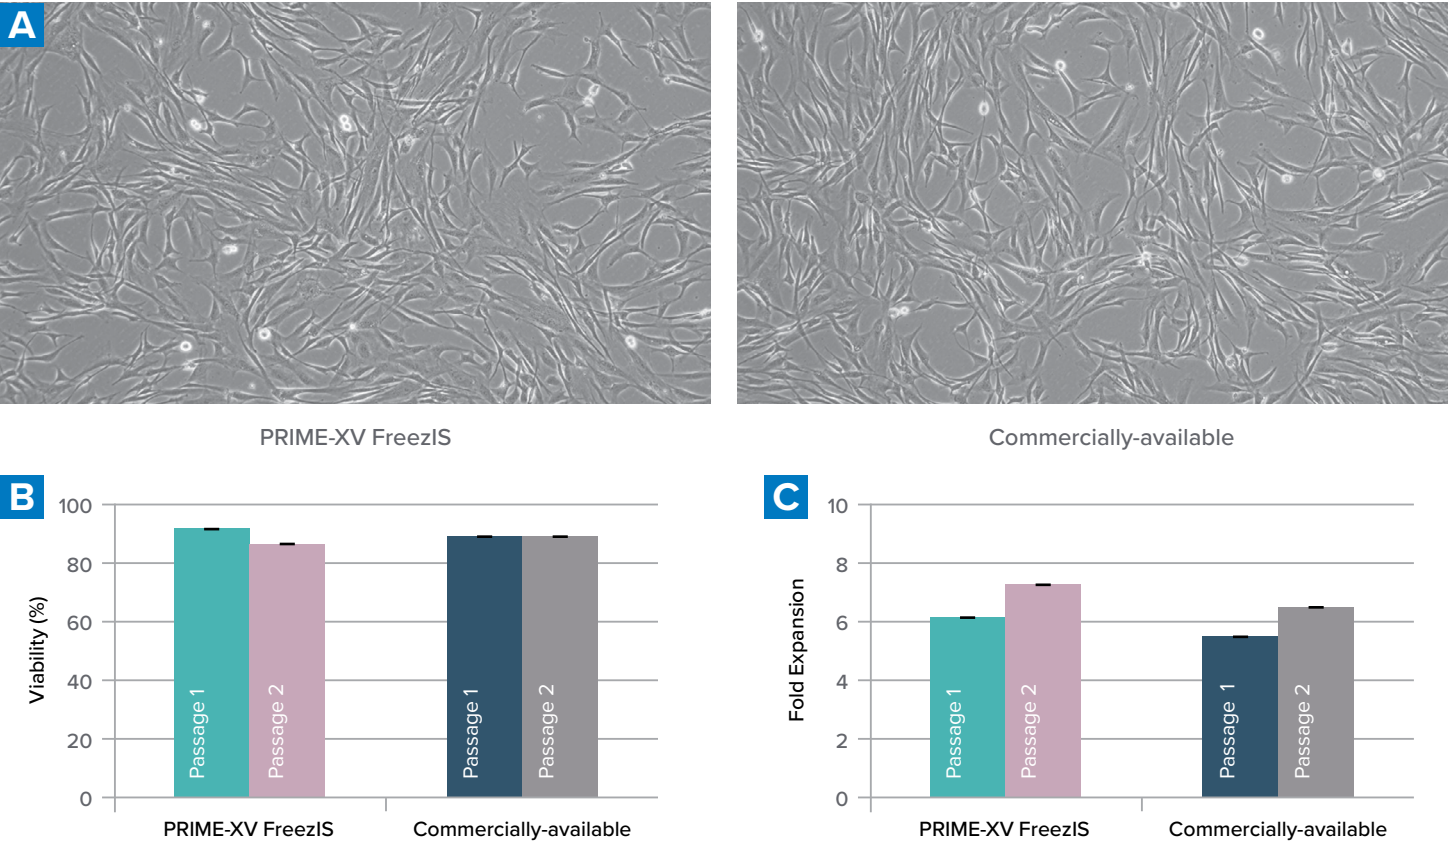 A
PRIME-XV FreezIS
Commercially-available
B
100
80
60
40
20
0
Viability (%)
Passage 1
Passage 2
Passage 1
Passage 2
PRIME-XV FreezIS
Commercially-available
C
10
8
6
4
2
0
Fold Expansion
Passage 1
Passage 2
Passage 1
Passage 2
PRIME-XV FreezIS
Commercially-available